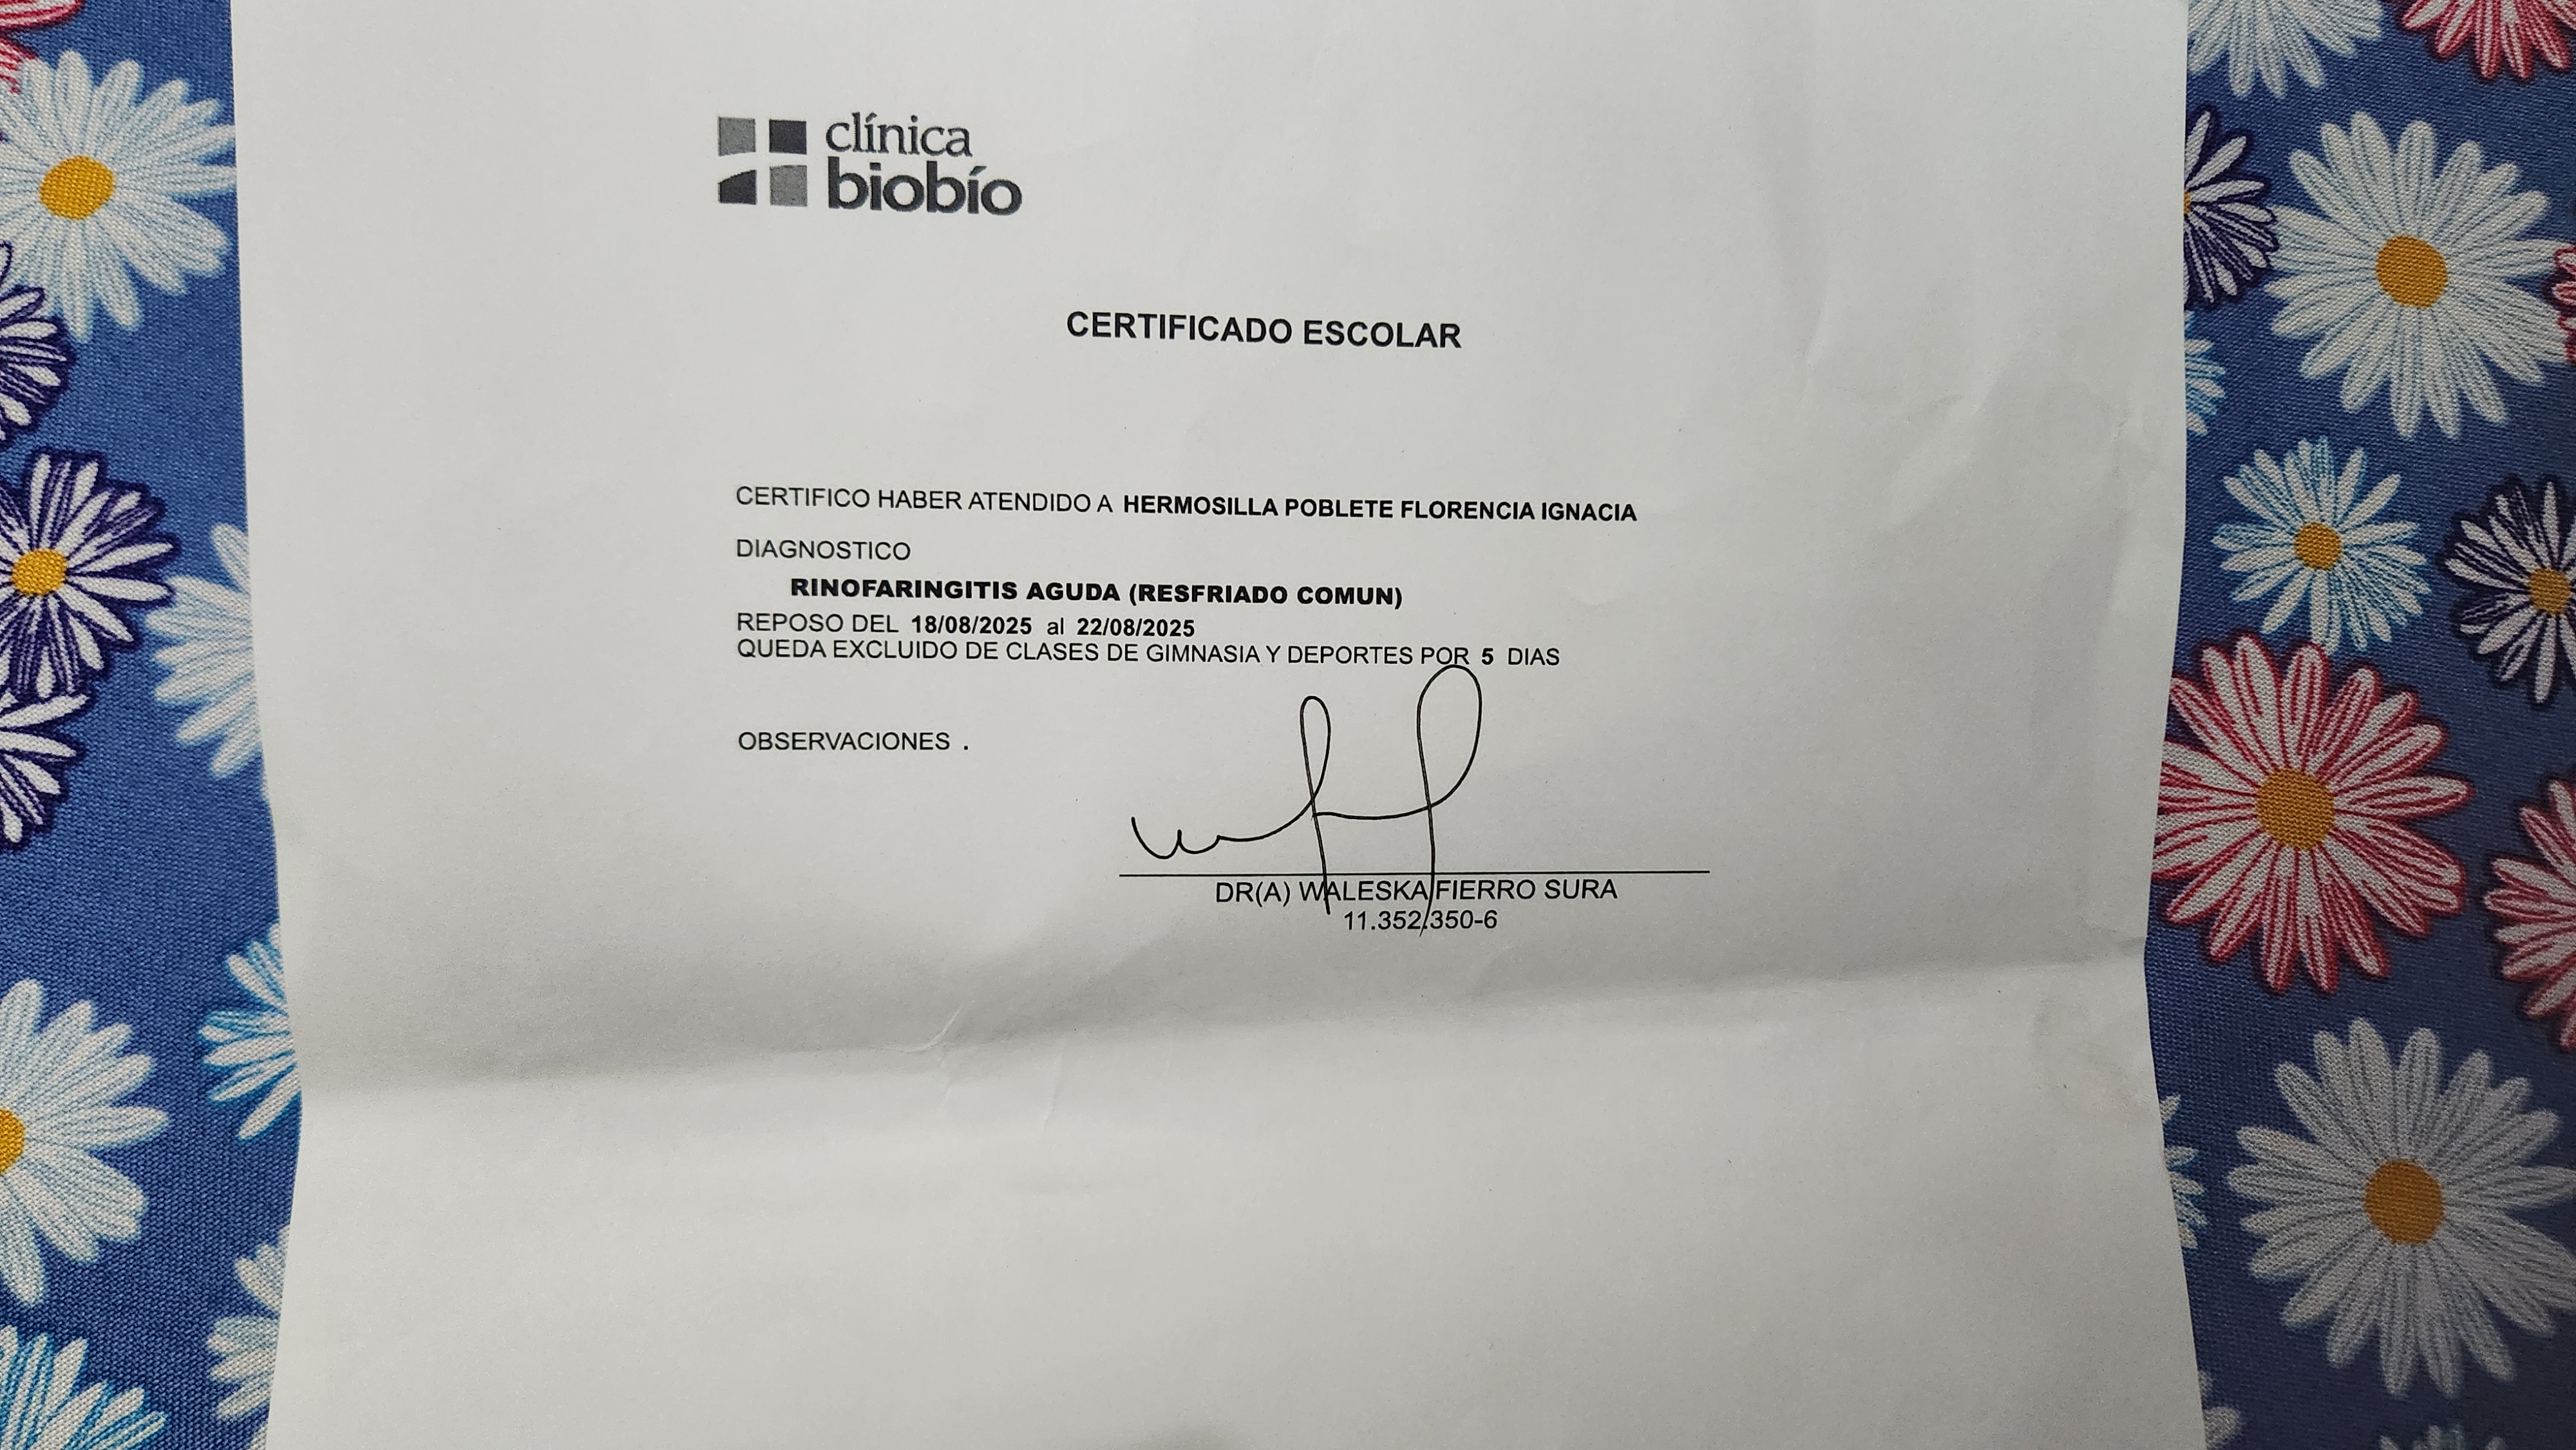 clínica
biobío
CERTIFICADO ESCOLAR
CERTIFICO HABER ATENDIDO A HERMOSILLA POBLETE FLORENCIA IGNACIA
DIAGNOSTICO
RINOFARINGITIS AGUDA (RESFRIADO COMUN)
REPOSO DEL 18/08/2025 al 22/08/2025
QUEDA EXCLUIDO DE CLASES DE GIMNASIA Y DEPORTES POR 5 DIAS
OBSERVACIONES .
DR(A) WALESKA FIERRO SURA
11.352.350-6